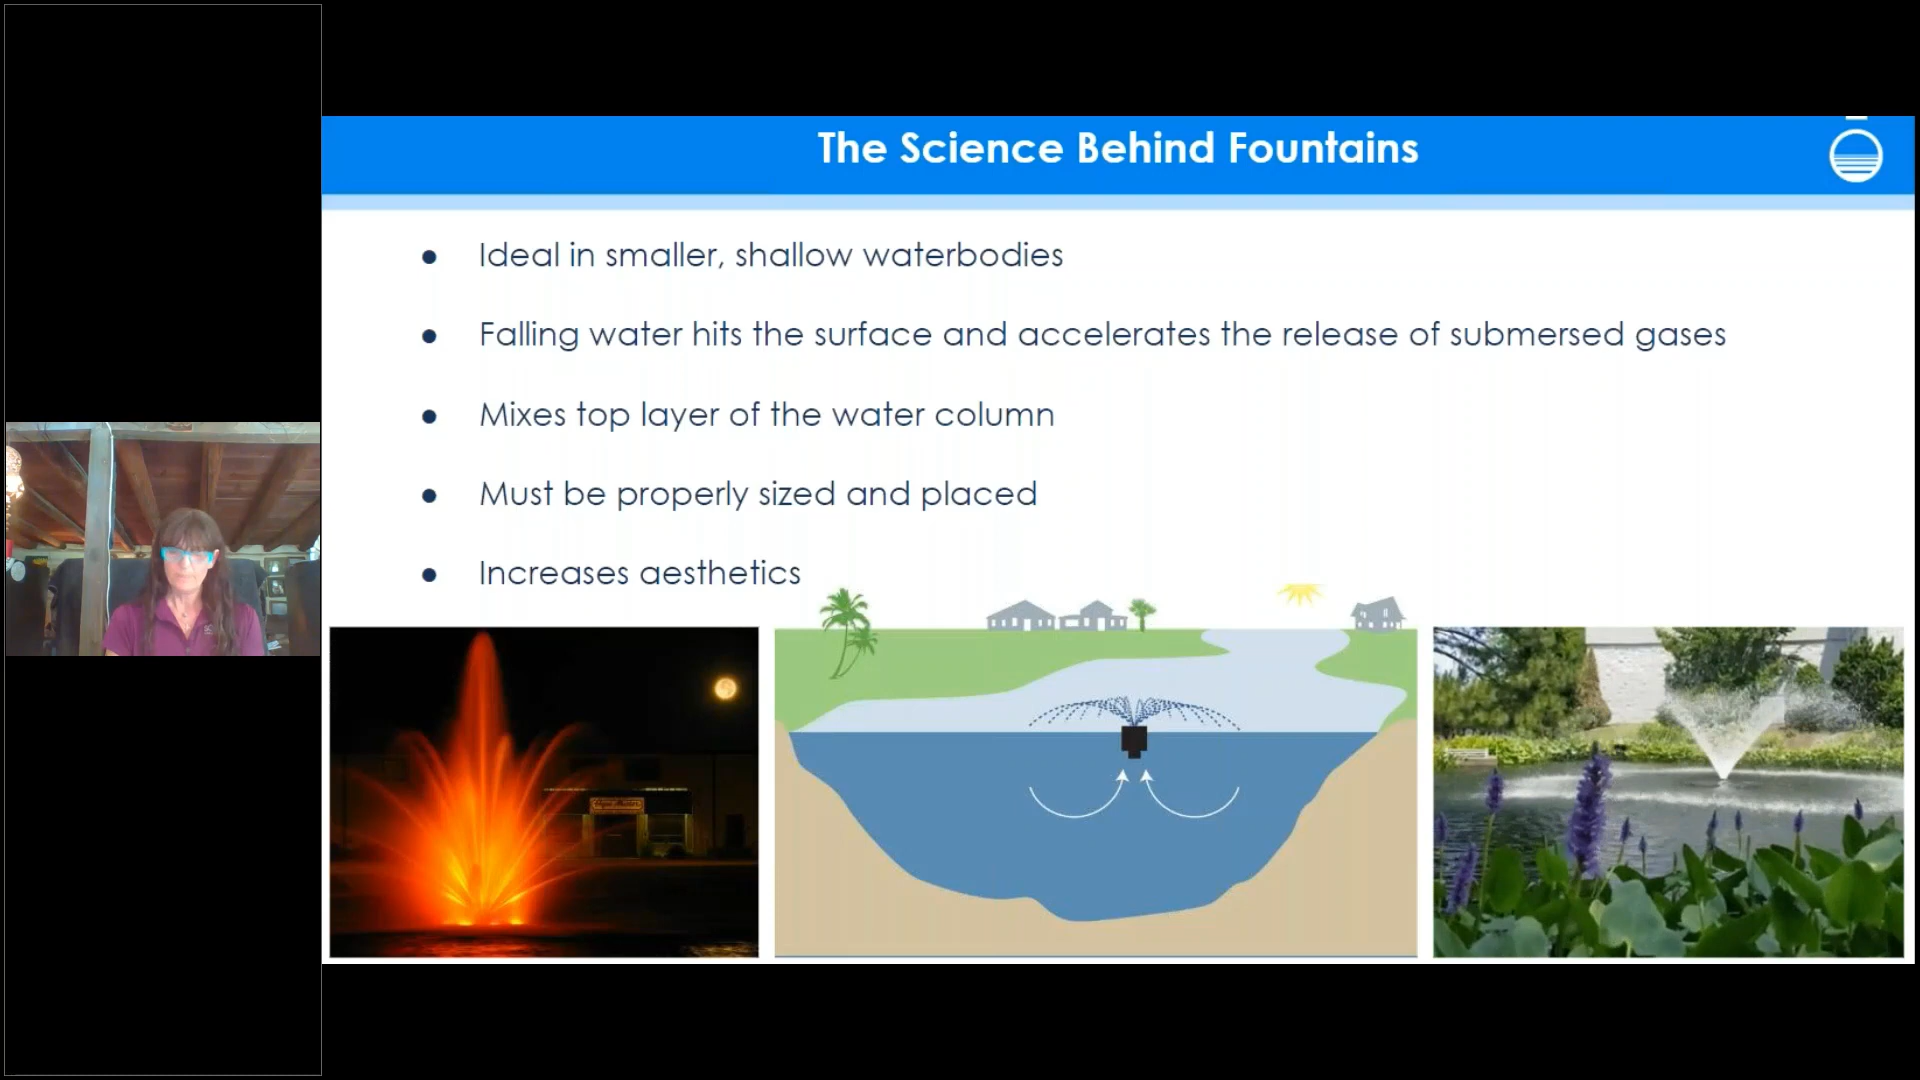 The Science Behind Fountains
● Ideal in smaller, shallow waterbodies
● Falling water hits the surface and accelerates the release of submersed gases
● Mixes top layer of the water column
● Must be properly sized and placed
● Increases aesthetics